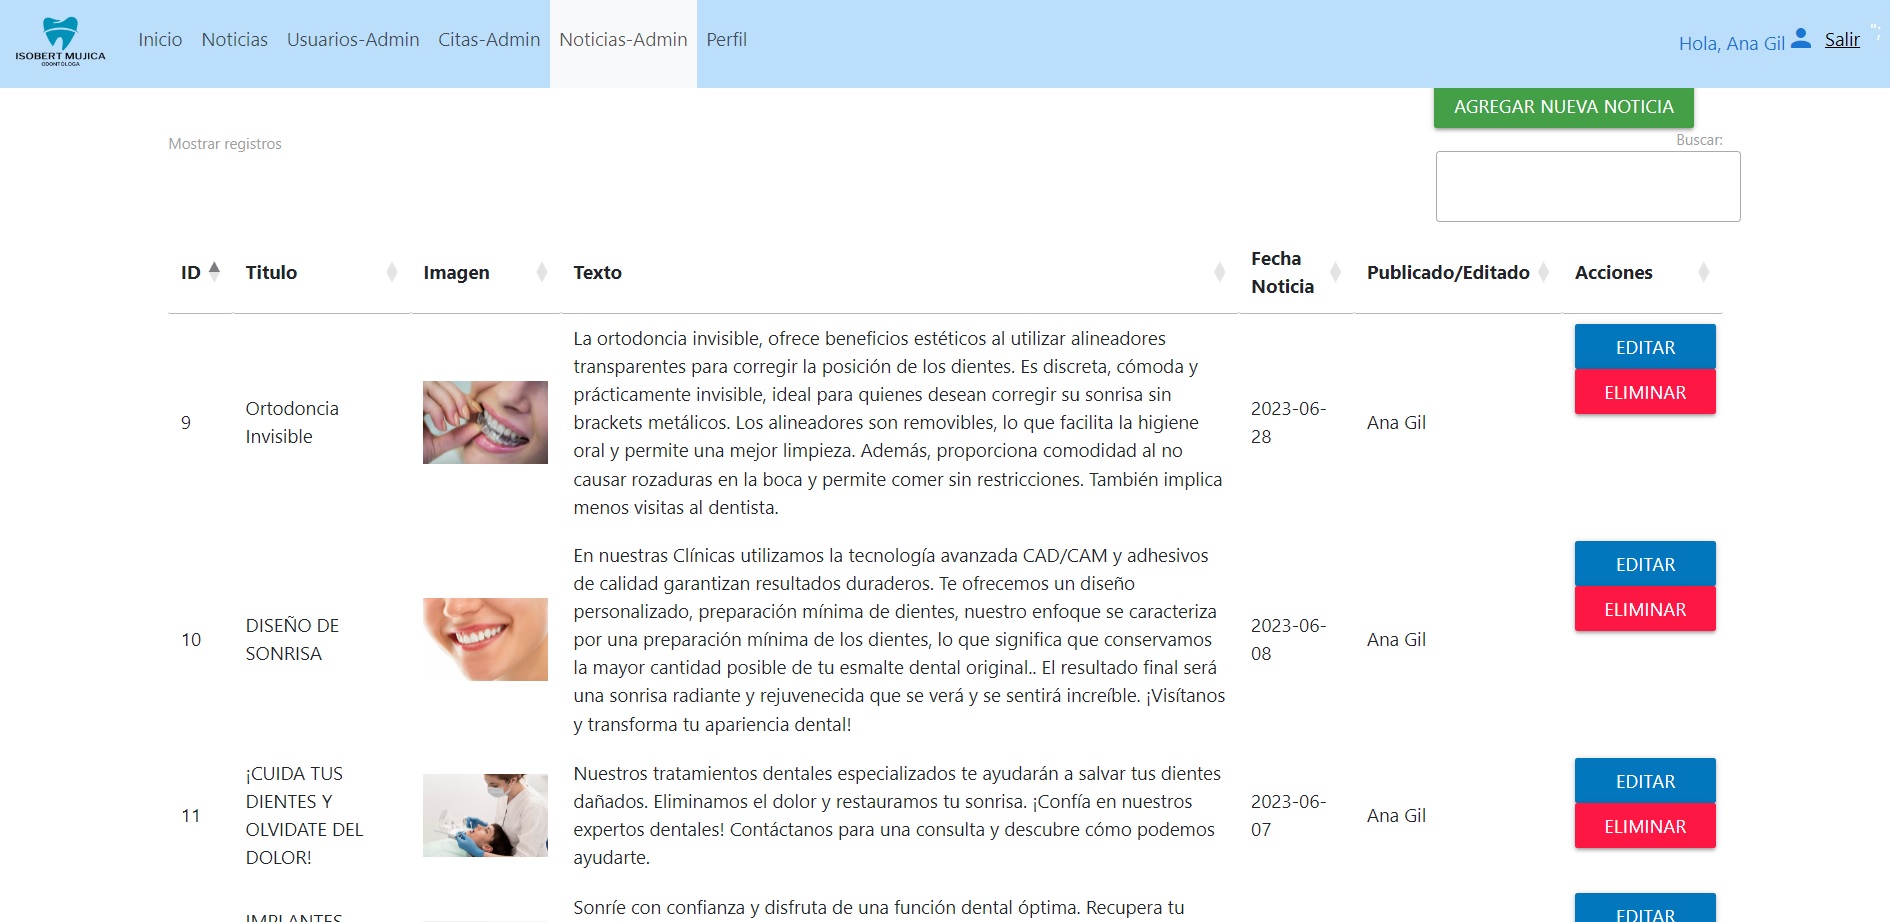 ISOBERT MUJICA
ODONTÓLOGA
Inicio Noticias Usuarios-Admin Citas-Admin Noticias-Admin Perfil
Hola, Ana Gil Salir ";
AGREGAR NUEVA NOTICIA
Mostrar registros
Buscar:
ID Titulo Imagen Texto Fecha Noticia Publicado/Editado Acciones
9
Ortodoncia
Invisible
La ortodoncia invisible, ofrece beneficios estéticos al utilizar alineadores
transparentes para corregir la posición de los dientes. Es discreta, cómoda y
prácticamente invisible, ideal para quienes desean corregir su sonrisa sin
brackets metálicos. Los alineadores son removibles, lo que facilita la higiene
oral y permite una mejor limpieza. Además, proporciona comodidad al no
causar rozaduras en la boca y permite comer sin restricciones. También implica
menos visitas al dentista.
2023-06-
28
Ana Gil
EDITAR
ELIMINAR
10
DISEÑO DE
SONRISA
En nuestras Clínicas utilizamos la tecnología avanzada CAD/CAM y adhesivos
de calidad garantizan resultados duraderos. Te ofrecemos un diseño
personalizado, preparación mínima de dientes, nuestro enfoque se caracteriza
por una preparación mínima de los dientes, lo que significa que conservamos
la mayor cantidad posible de tu esmalte dental original.. El resultado final será
una sonrisa radiante y rejuvenecida que se verá y se sentirá increíble. ¡Visítanos
y transforma tu apariencia dental!
2023-06-
08
Ana Gil
EDITAR
ELIMINAR
11
¡CUIDA TUS
DIENTES Y
OLVIDATE DEL
DOLOR!
Nuestros tratamientos dentales especializados te ayudarán a salvar tus dientes
dañados. Eliminamos el dolor y restauramos tu sonrisa. ¡Confía en nuestros
expertos dentales! Contáctanos para una consulta y descubre cómo podemos
ayudarte.
2023-06-
07
Ana Gil
EDITAR
ELIMINAR
IMPLANTES
Sonríe con confianza y disfruta de una función dental óptima. Recupera tu
EDITAR